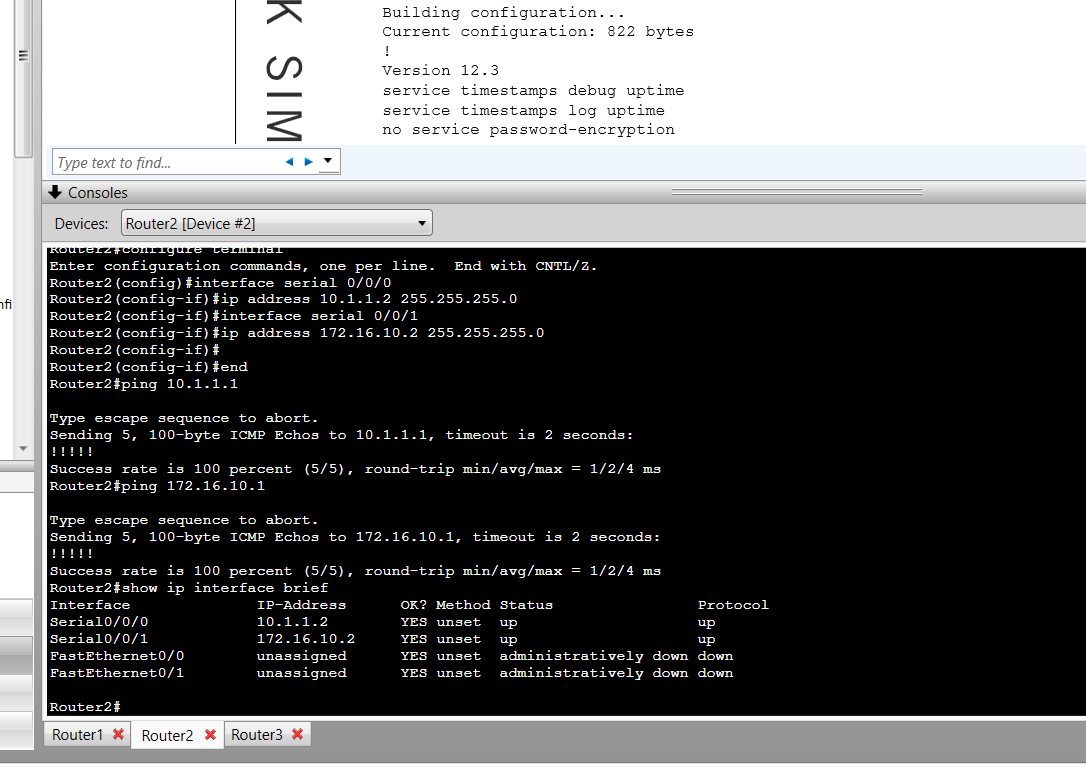 K SIM
Building configuration...
Current configuration: 822 bytes
!
Version 12.3
service timestamps debug uptime
service timestamps log uptime
no service password-encryption
Type text to find...
Consoles
Devices: Router2 [Device #2]
nfi
Router2#configure terminal
Enter configuration commands, one per line.  End with CNTL/Z.
Router2(config)#interface serial 0/0/0
Router2(config-if)#ip address 10.1.1.2 255.255.255.0
Router2(config-if)#interface serial 0/0/1
Router2(config-if)#ip address 172.16.10.2 255.255.255.0
Router2(config-if)#
Router2(config-if)#end
Router2#ping 10.1.1.1
Type escape sequence to abort.
Sending 5, 100-byte ICMP Echos to 10.1.1.1, timeout is 2 seconds:
!!!!!
Success rate is 100 percent (5/5), round-trip min/avg/max = 1/2/4 ms
Router2#ping 172.16.10.1
Type escape sequence to abort.
Sending 5, 100-byte ICMP Echos to 172.16.10.1, timeout is 2 seconds:
!!!!!
Success rate is 100 percent (5/5), round-trip min/avg/max = 1/2/4 ms
Router2#show ip interface brief
Interface IP-Address OK? Method Status Protocol
Serial0/0/0 10.1.1.2 YES unset up up
Serial0/0/1 172.16.10.2 YES unset up up
FastEthernet0/0 unassigned YES unset administratively down down
FastEthernet0/1 unassigned YES unset administratively down down
Router2#
Router1 Router2 Router3